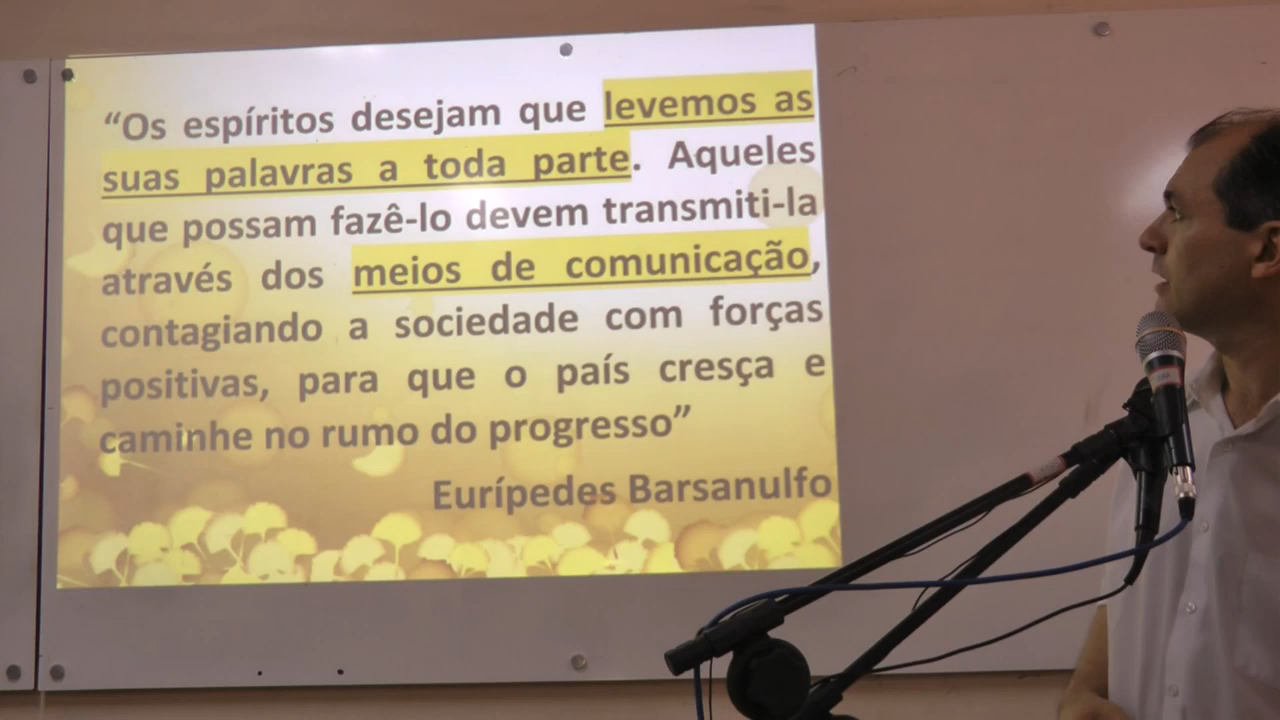 “Os espíritos desejam que levemos as
suas palavras a toda parte. Aqueles
que possam fazê-lo devem transmiti-la
através dos meios de comunicação,
contagiando a sociedade com forças
positivas, para que o país cresça e
caminhe no rumo do progresso”
Eurípedes Barsanulfo